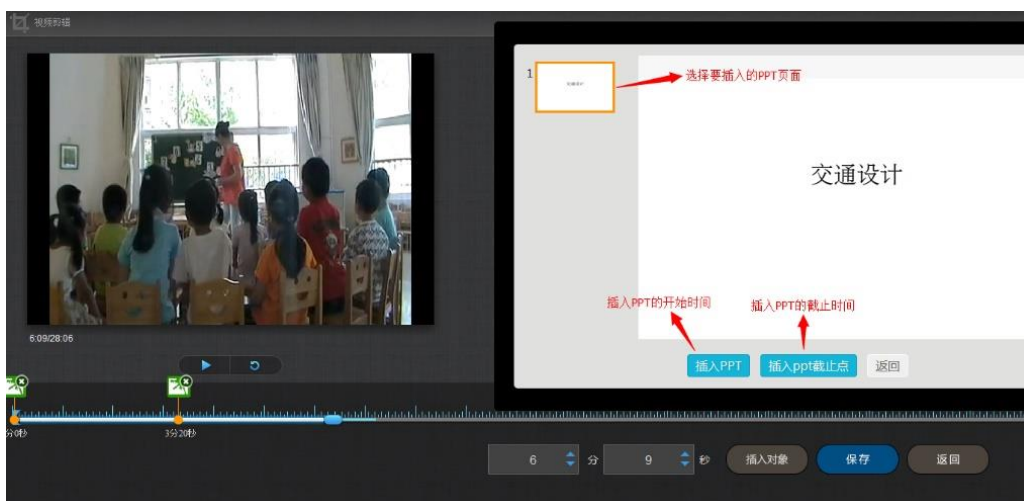 视频剪辑
1
选择要插入的PPT页面
交通设计
插入PPT的开始时间
插入PPT的截止时间
6:09/28:06
插入PPT
插入ppt截止点
返回
分0秒
3分20秒
6
分
9
秒
插入对象
保存
返回